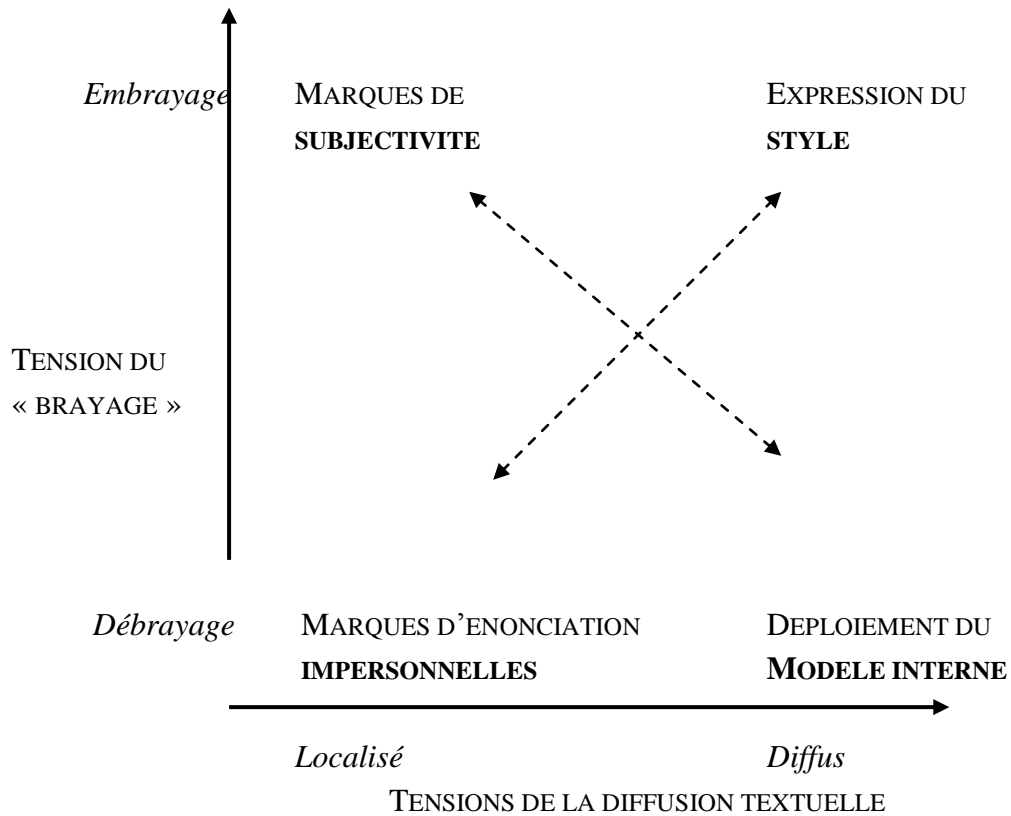 Embrayage MARQUES DE EXPRESSION DU
SUBJECTIVITE STYLE
TENSION DU
« BRAYAGE »
Débrayage MARQUES D’ENONCIATION DEPLOIEMENT DU
IMPERSONNELLES MODELE INTERNE
Localisé Diffus
TENSIONS DE LA DIFFUSION TEXTUELLE